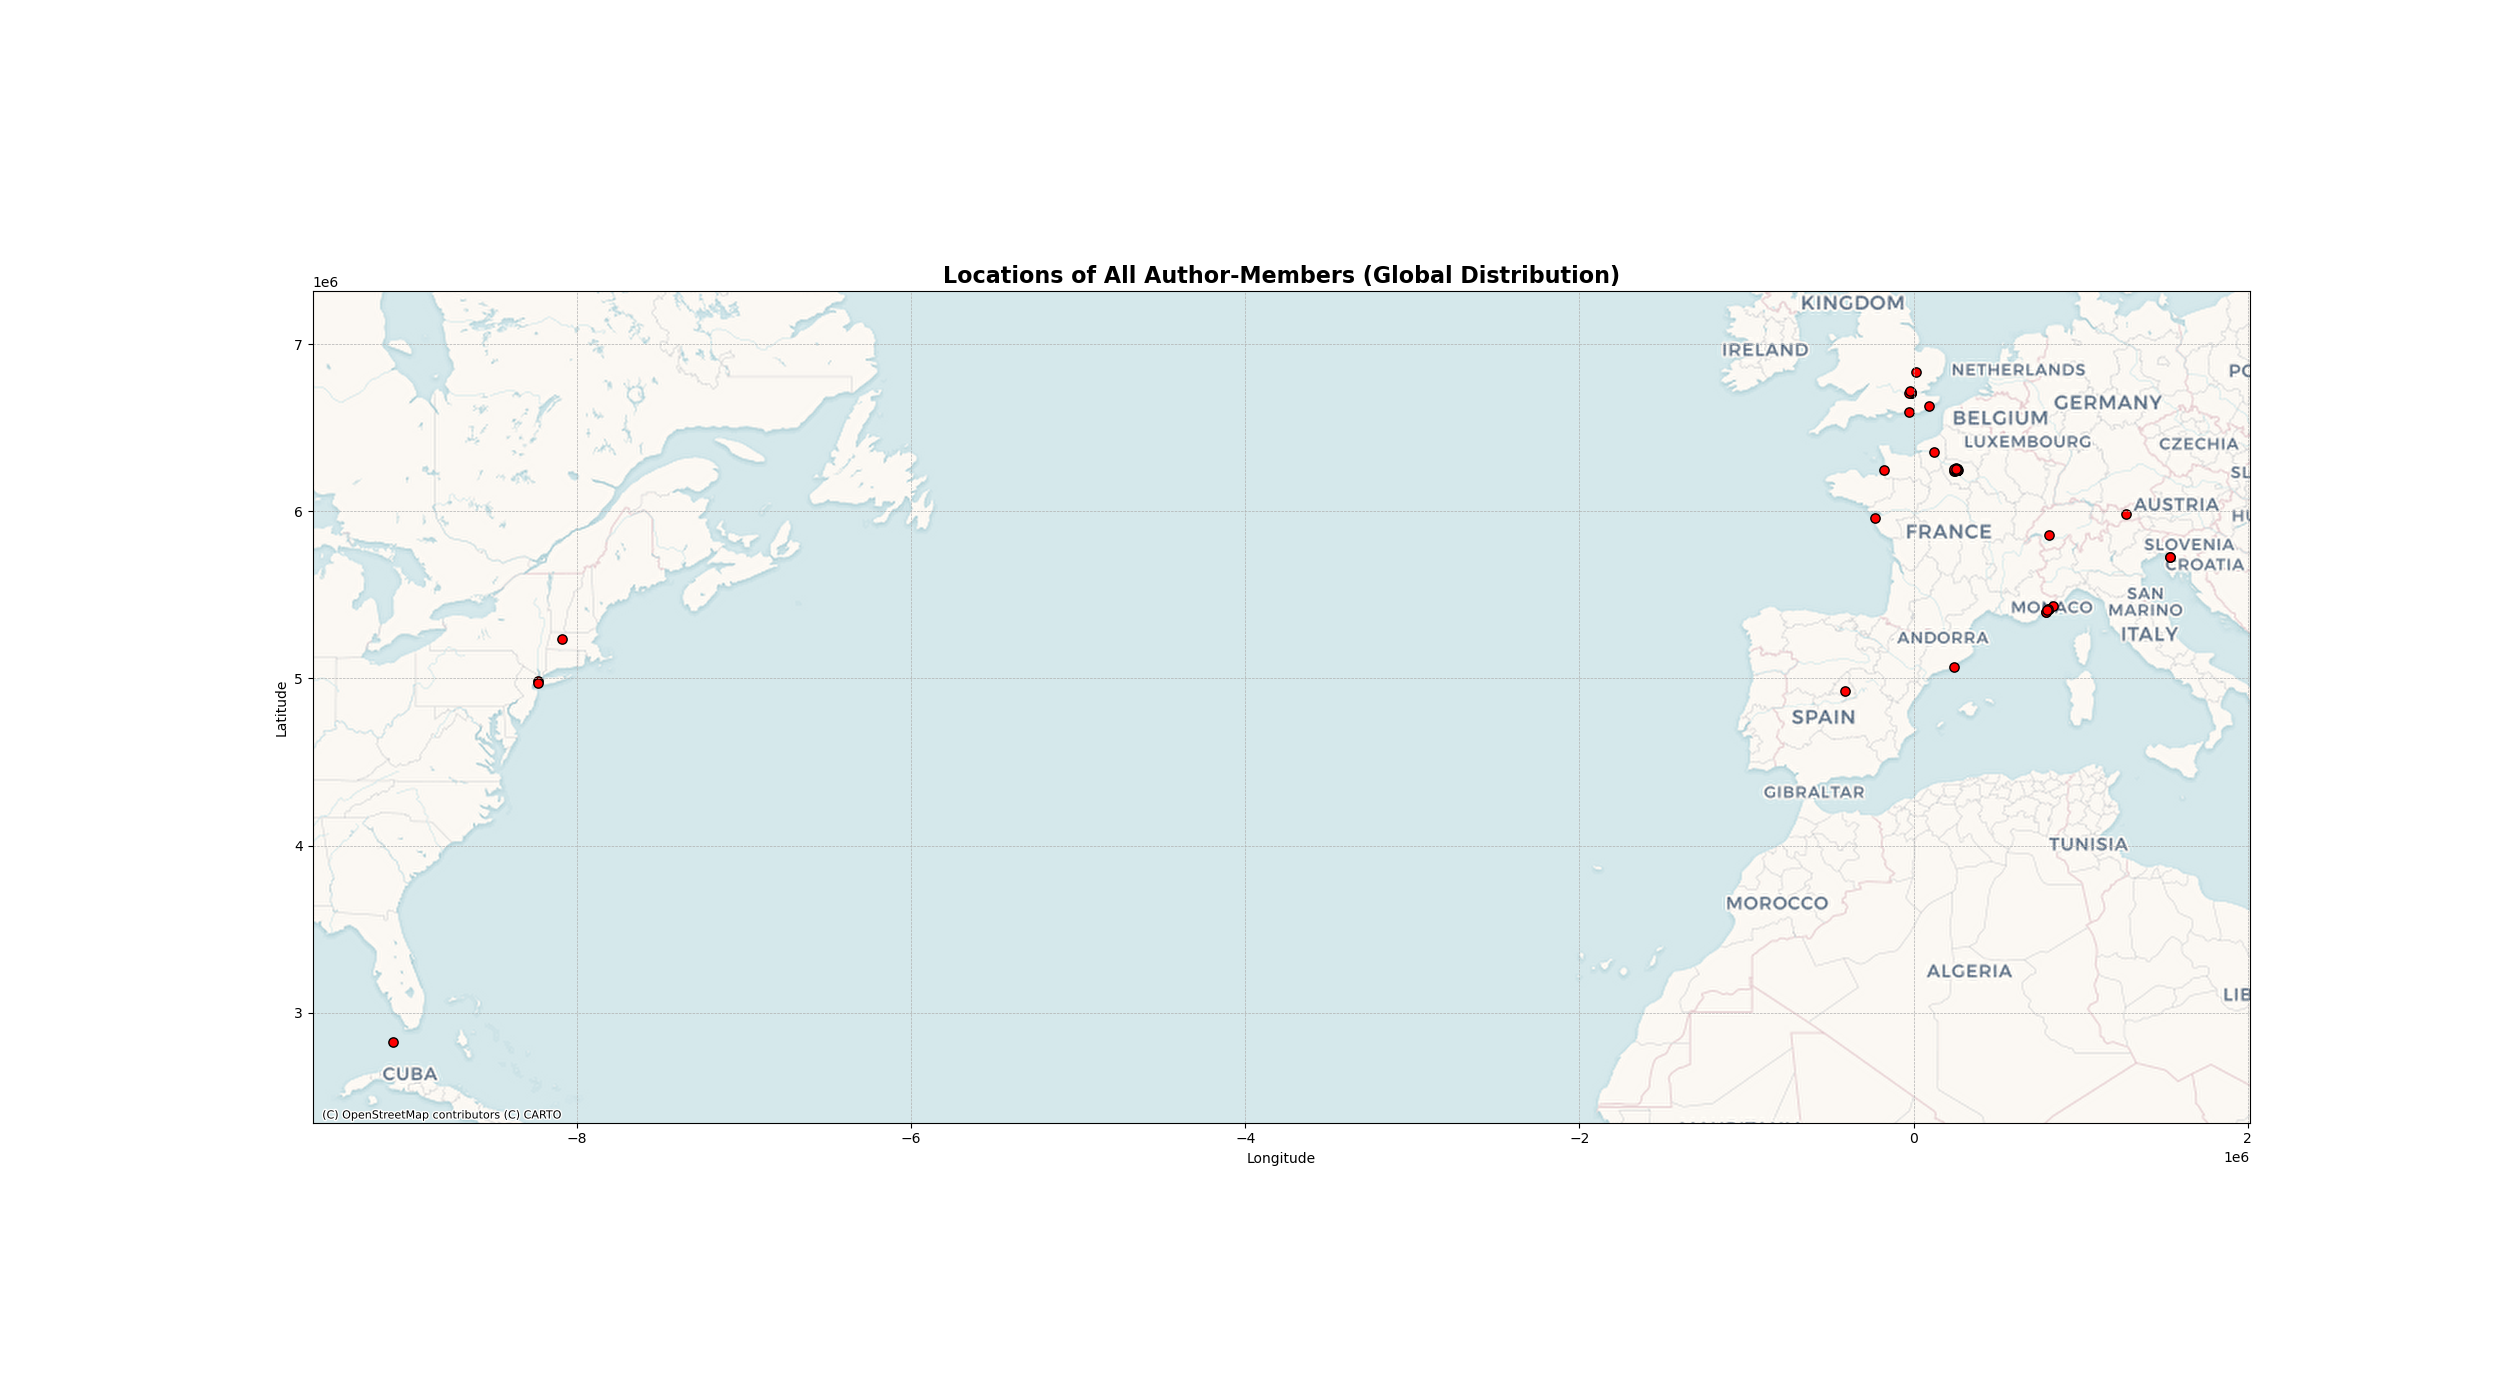 Locations of All Author-Members (Global Distribution)
1e6
KINGDOM
IRELAND
NETHERLANDS
GERMANY
BELGIUM
LUXEMBOURG
CZECHIA
AUSTRIA
FRANCE
SLOVENIA
CROATIA
MONACO
SAN
MARINO
ITALY
ANDORRA
SPAIN
GIBRALTAR
TUNISIA
MOROCCO
ALGERIA
LIB
PO
SL
HU
CUBA
(C) OpenStreetMap contributors (C) CARTO
7
6
5
4
3
Latitude
−8
−6
−4
−2
0
2
Longitude
1e6